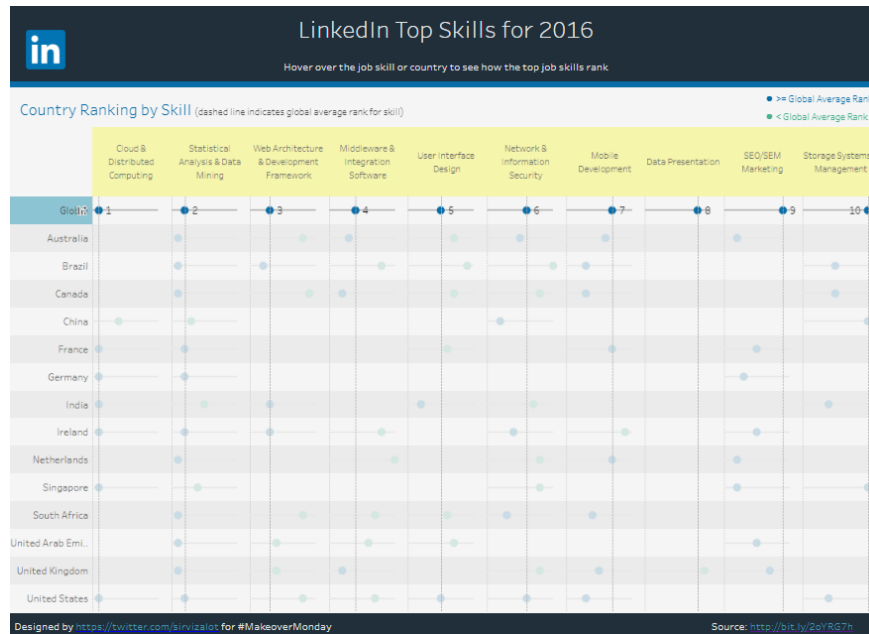 in
LinkedIn Top Skills for 2016
Hover over the job skill or country to see how the top job skills rank
Country Ranking by Skill (dashed line indicates global average rank for skill)
>= Global Average Rank
< Global Average Rank
Cloud &
Distributed
Computing
Statistical
Analysis & Data
Mining
Web Architecture
& Development
Framework
Middleware &
Integration
Software
User Interface
Design
Network &
Information
Security
Mobile
Development
Data Presentation
SEO/SEM
Marketing
Storage Systems
Management
1 2 3 4 5 6 7 8 9 10
Australia
Brazil
Canada
China
France
Germany
India
Ireland
Netherlands
Singapore
South Africa
United Arab Emi..
United Kingdom
United States
Designed by https://twitter.com/sirvizalot for #MakeoverMonday
Source: http://bit.ly/2oYRG7h